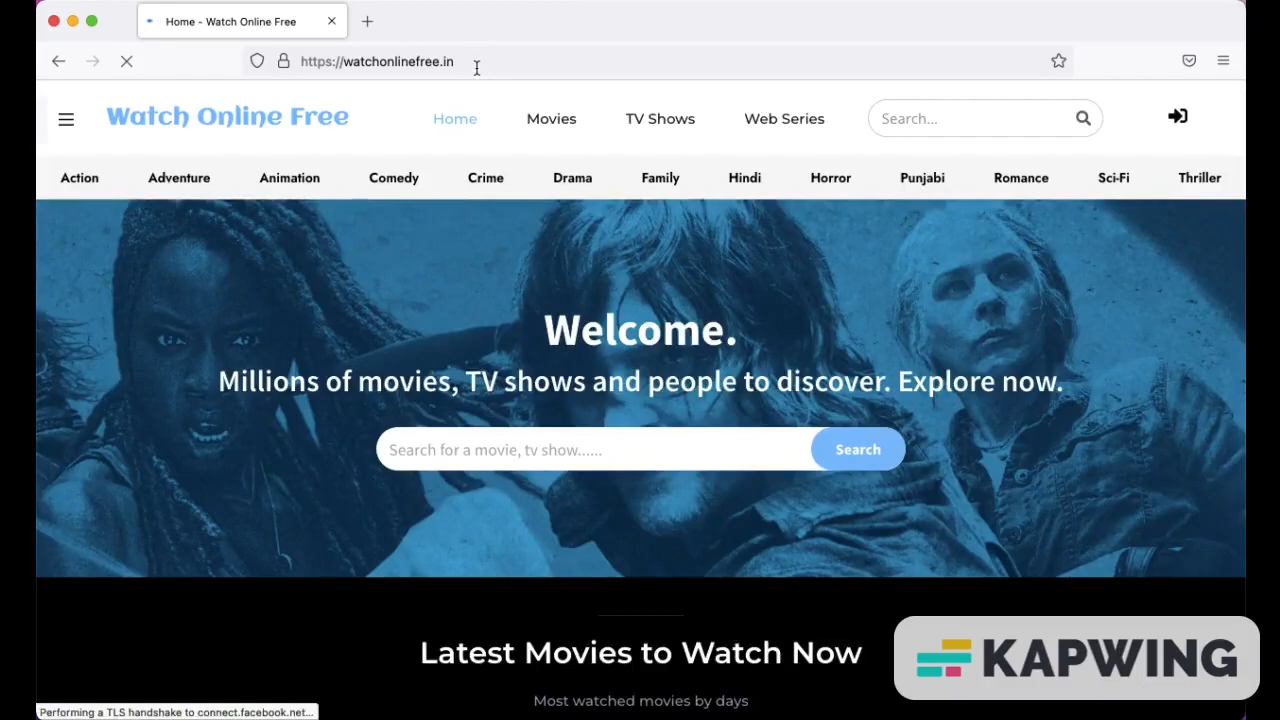 Home - Watch Online Free
https://watchonlinefree.in
Watch Online Free
Home Movies TV Shows Web Series Search...
Action Adventure Animation Comedy Crime Drama Family Hindi Horror Punjabi Romance Sci-Fi Thriller
Welcome.
Millions of movies, TV shows and people to discover. Explore now.
Search for a movie, tv show...... Search
Latest Movies to Watch Now
KAPWING
Most watched movies by days
Performing a TLS handshake to connect.facebook.net...